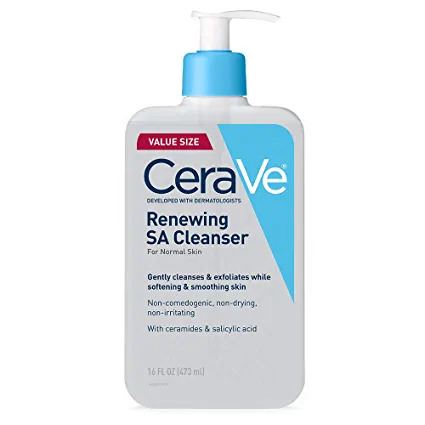 VALUE SIZE
CeraVe®
DEVELOPED WITH DERMATOLOGISTS
Renewing
SA Cleanser
For Normal Skin
Gently cleanses & exfoliates while
softening & smoothing skin
Non-comedogenic, non-drying,
non-irritating
With ceramides & salicylic acid
16 FL OZ (473 ml)